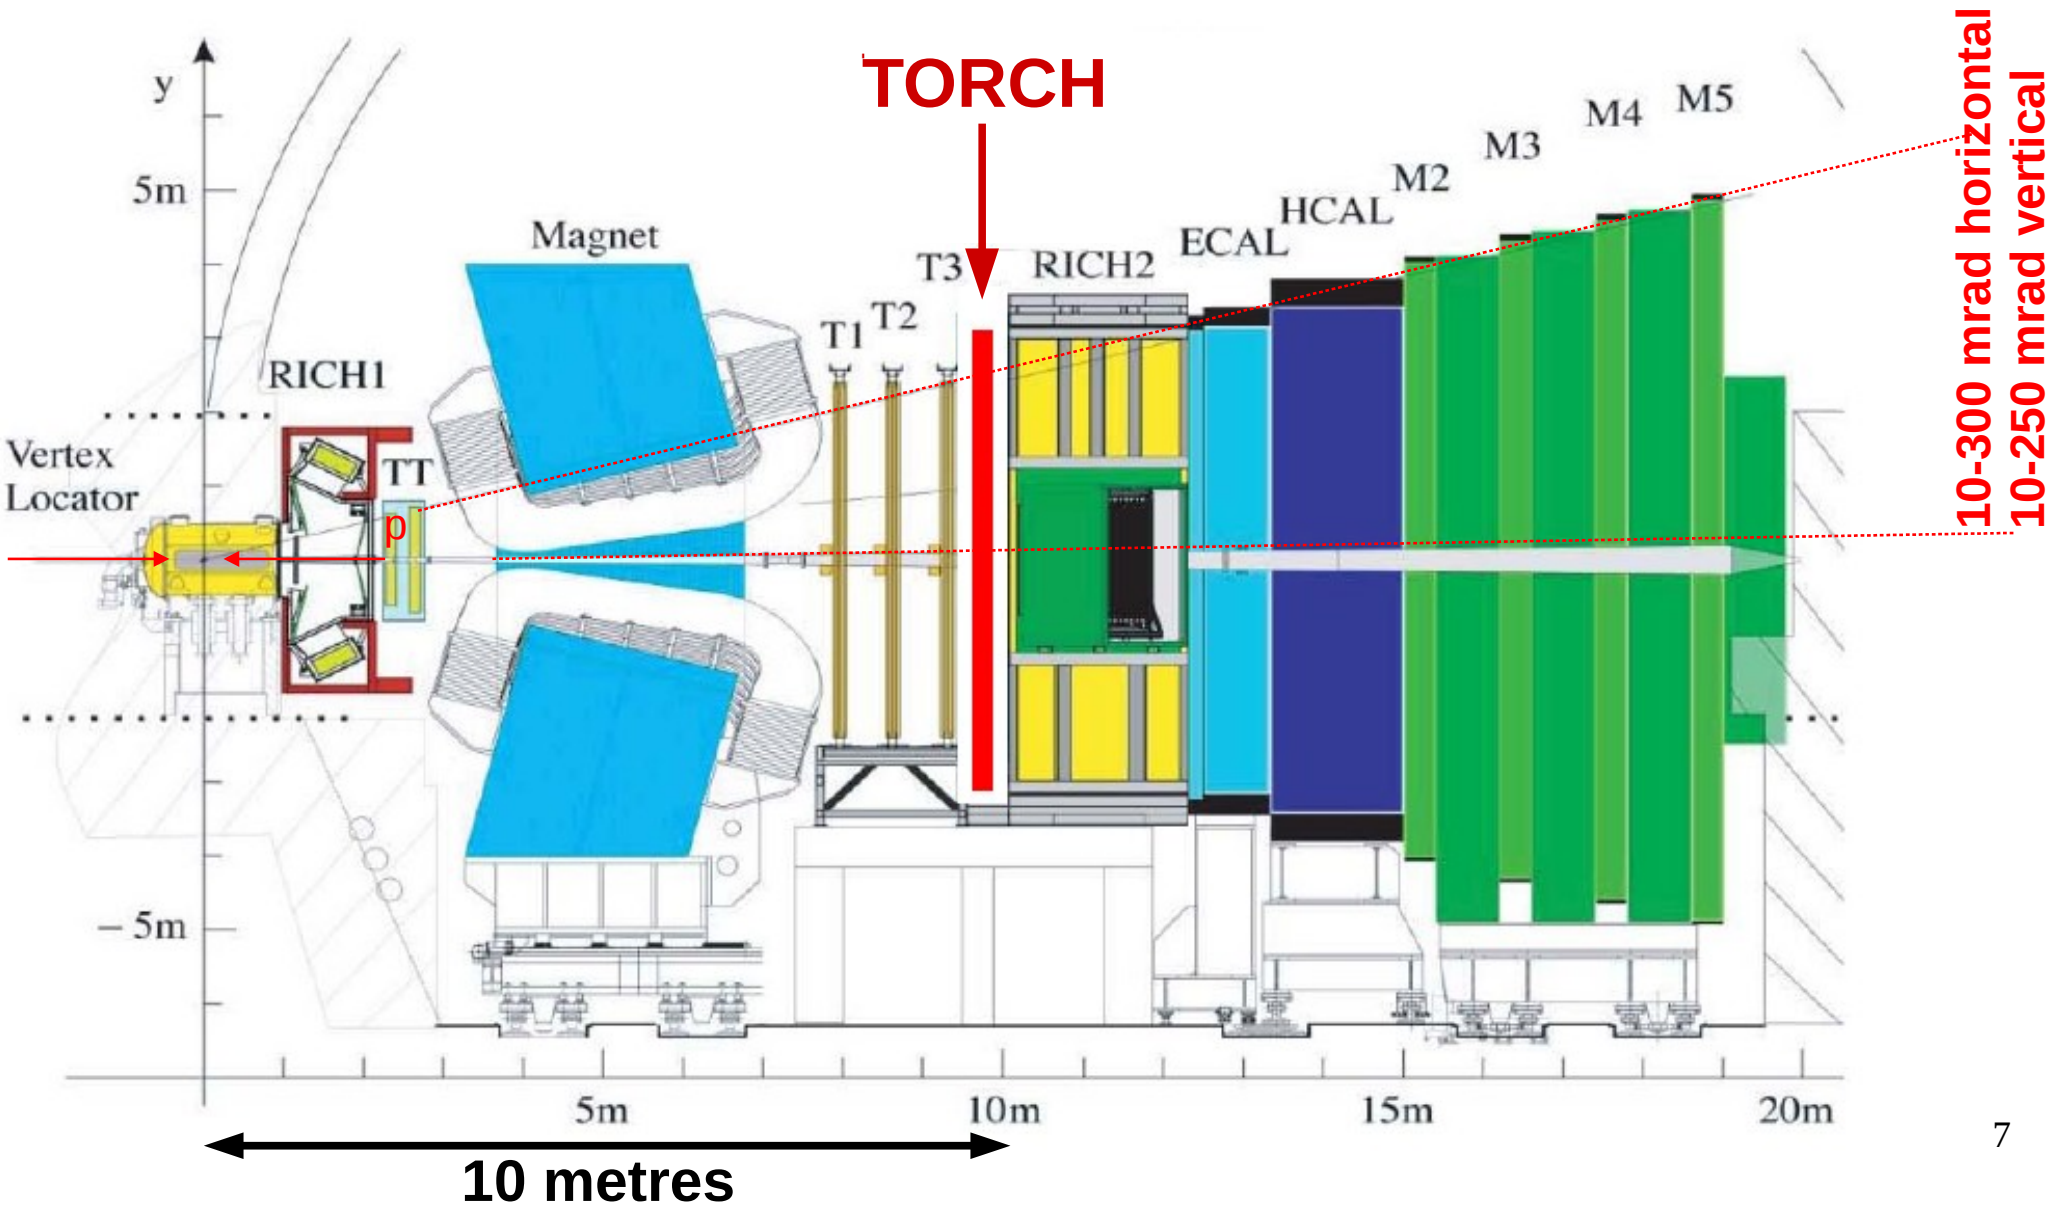 y
5m
TORCH
Magnet
T1
T2
T3
RICH2
ECAL
HCAL
M2
M3
M4
M5
10-300 mrad horizontal
10-250 mrad vertical
RICH1
Vertex
Locator
TT
p
– 5m
5m
10m
15m
20m
10 metres
7